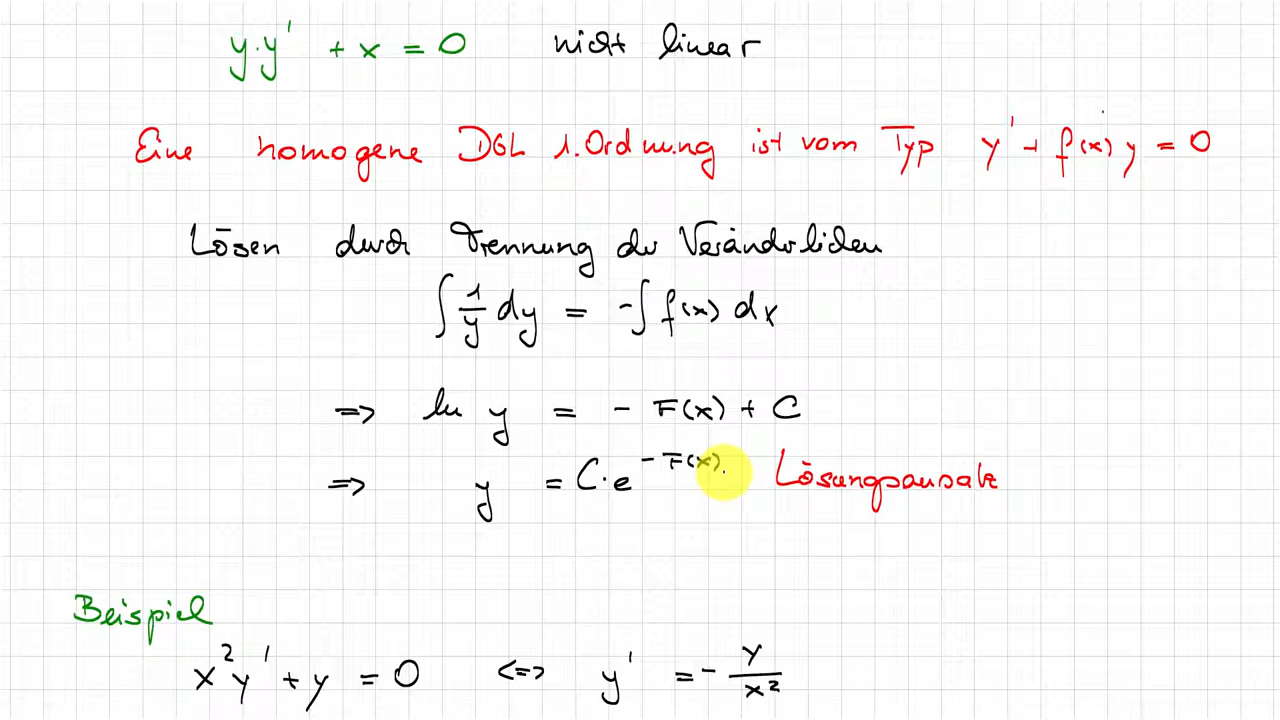 y·y' + x = 0 nicht linear
Eine homogene DGL 1.Ordnung ist vom Typ y' + f(x) y = 0
Lösen durch Trennung der Veränderlichen
∫ 1/y dy = -∫ f(x) dx
=> ln y = - F(x) + C
=> y = C·e^{-F(x)} Lösungsansatz
Beispiel
x²y' + y = 0 <=> y' = - y/x²